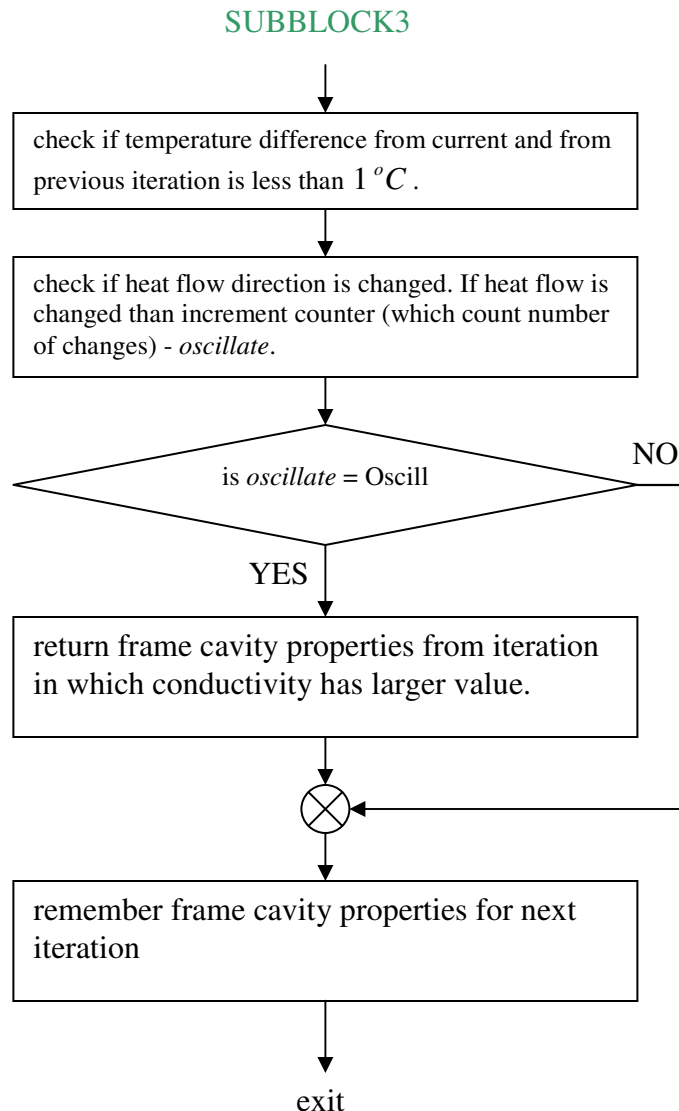 SUBBLOCK3
check if temperature difference from current and from
previous iteration is less than 1 °C .
check if heat flow direction is changed. If heat flow is
changed than increment counter (which count number
of changes) - oscillate.
is oscillate = Oscill
NO
YES
return frame cavity properties from iteration
in which conductivity has larger value.
remember frame cavity properties for next
iteration
exit